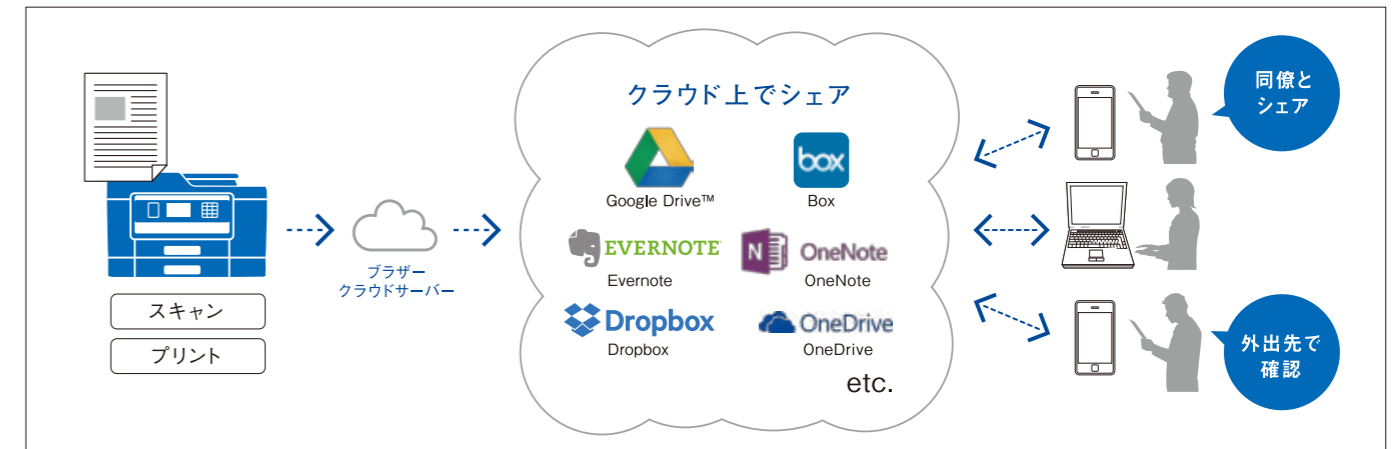 スキャン
プリント
ブラザー
クラウドサーバー
クラウド上でシェア
Google Drive™
box
Box
EVERNOTE
Evernote
N
OneNote
OneNote
Dropbox
Dropbox
OneDrive
OneDrive
etc.
同僚と
シェア
外出先で
確認